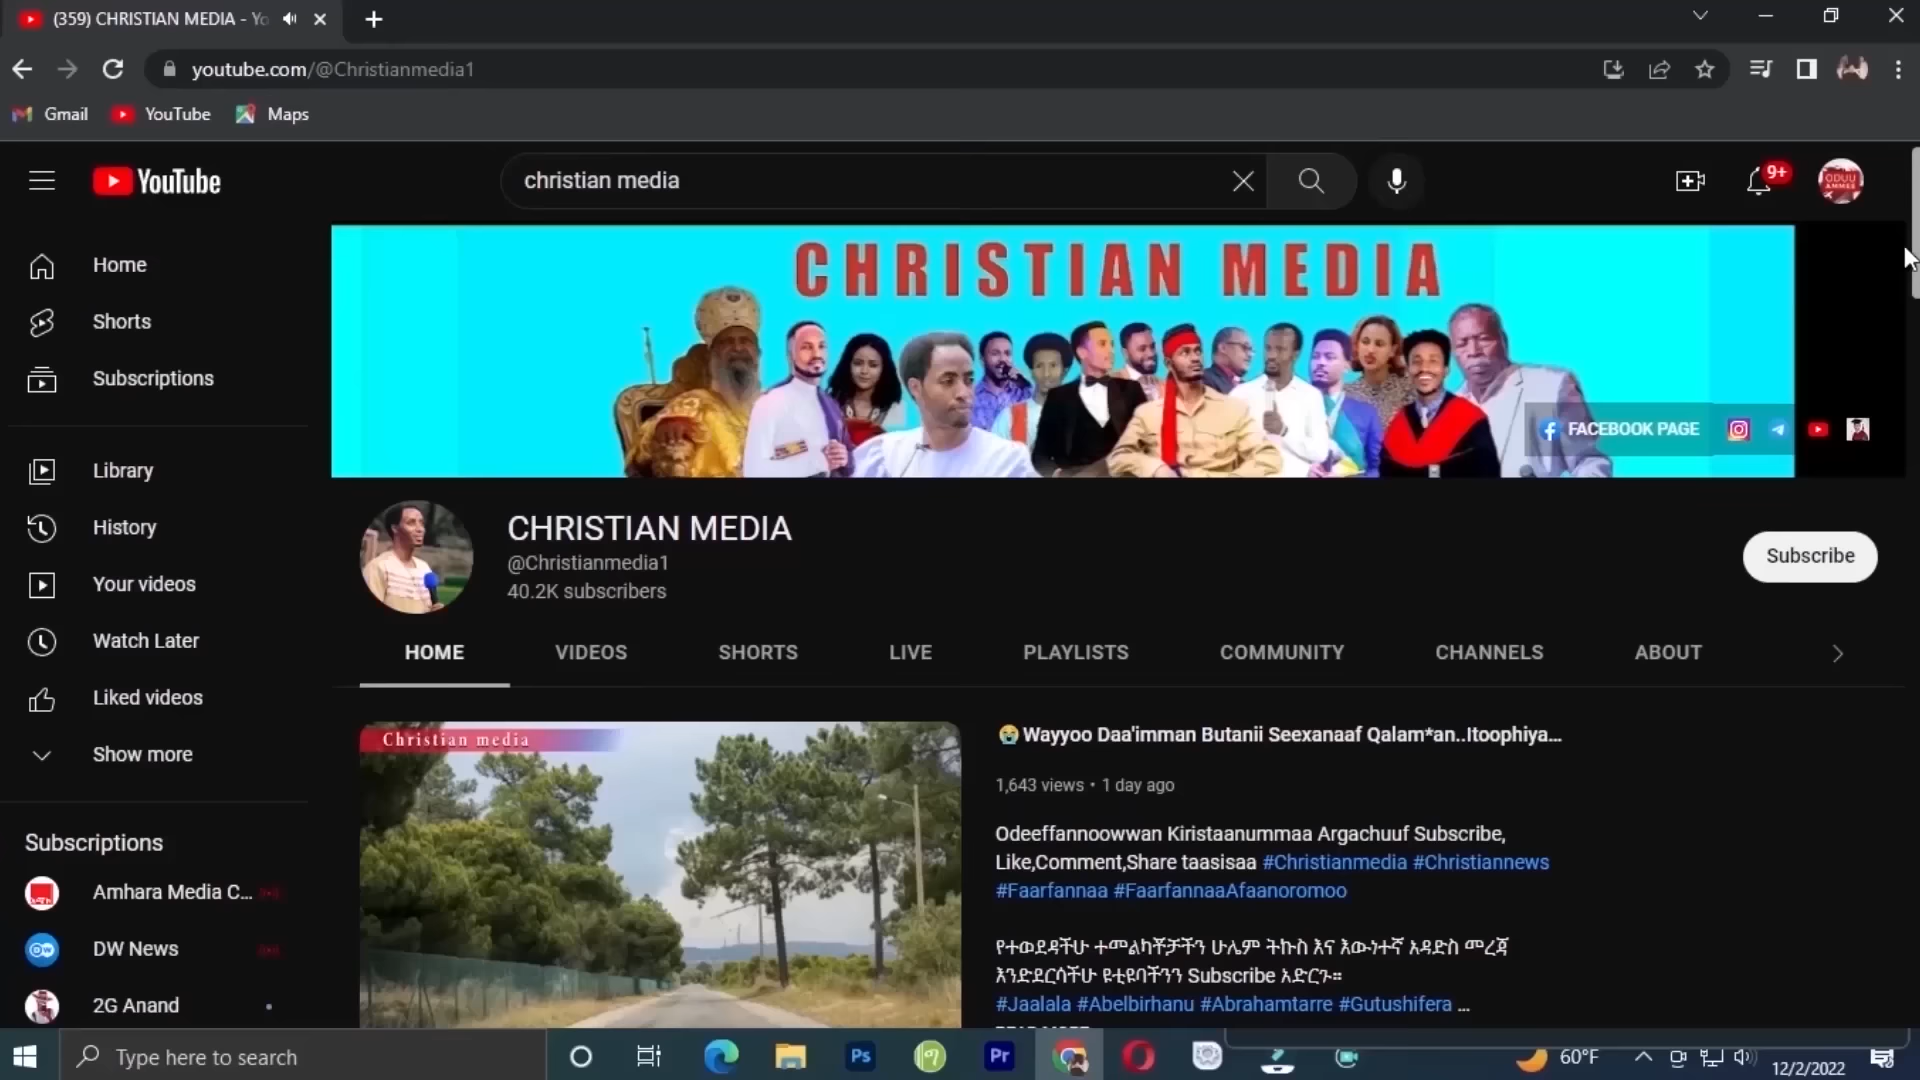 (359) CHRISTIAN MEDIA - Yo
youtube.com/@Christianmedia1
Gmail
YouTube
Maps
YouTube
christian media
9+
ODUU
AMMEE
Home
Shorts
Subscriptions
Library
History
Your videos
Watch Later
Liked videos
Show more
Subscriptions
Amhara Media C...
DW News
2G Anand
CHRISTIAN MEDIA
FACEBOOK PAGE
CHRISTIAN MEDIA
@Christianmedia1
40.2K subscribers
Subscribe
HOME
VIDEOS
SHORTS
LIVE
PLAYLISTS
COMMUNITY
CHANNELS
ABOUT
Christian media
😭Wayyoo Daa'imman Butanii Seexanaaf Qalam*an..Itoophiya...
1,643 views • 1 day ago
Odeeffannoowwan Kiristaanummaa Argachuuf Subscribe,
Like,Comment,Share taasisaa #Christianmedia #Christiannews
#Faarfannaa #FaarfannaaAfaanoromoo
የተወደዳችሁ ተመልካቾቻችን ሁሌም ትኩስ እና እውነተኛ አዳድስ መረጃ
እንድደርሳችሁ ዩቲዩባችንን Subscribe አድርጉ።
#Jaalala #Abelbirhanu #Abrahamtarre #Gutushifera ...
Type here to search
Ps
Pr
60°F
12/2/2022